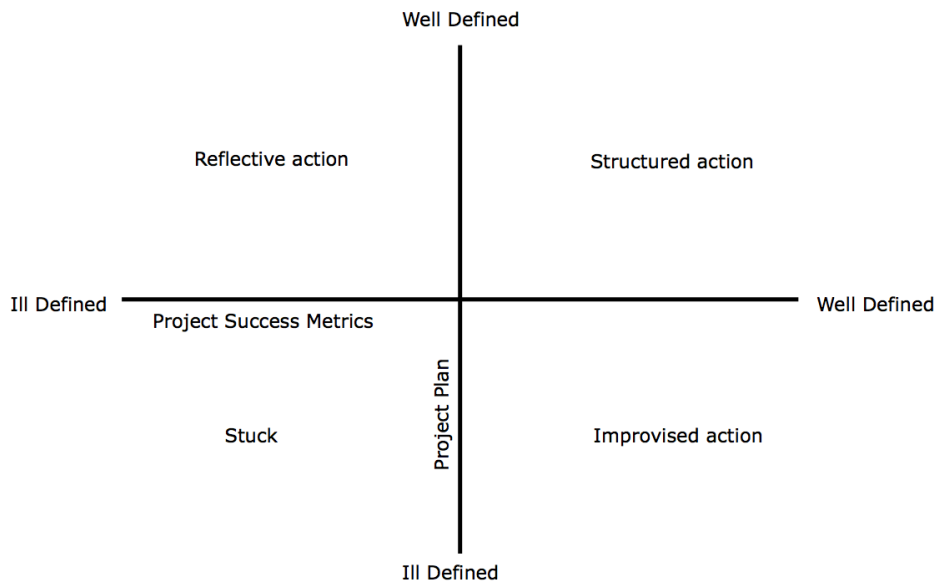 Well Defined
Reflective action
Structured action
Ill Defined
Well Defined
Project Success Metrics
Project Plan
Stuck
Improvised action
Ill Defined